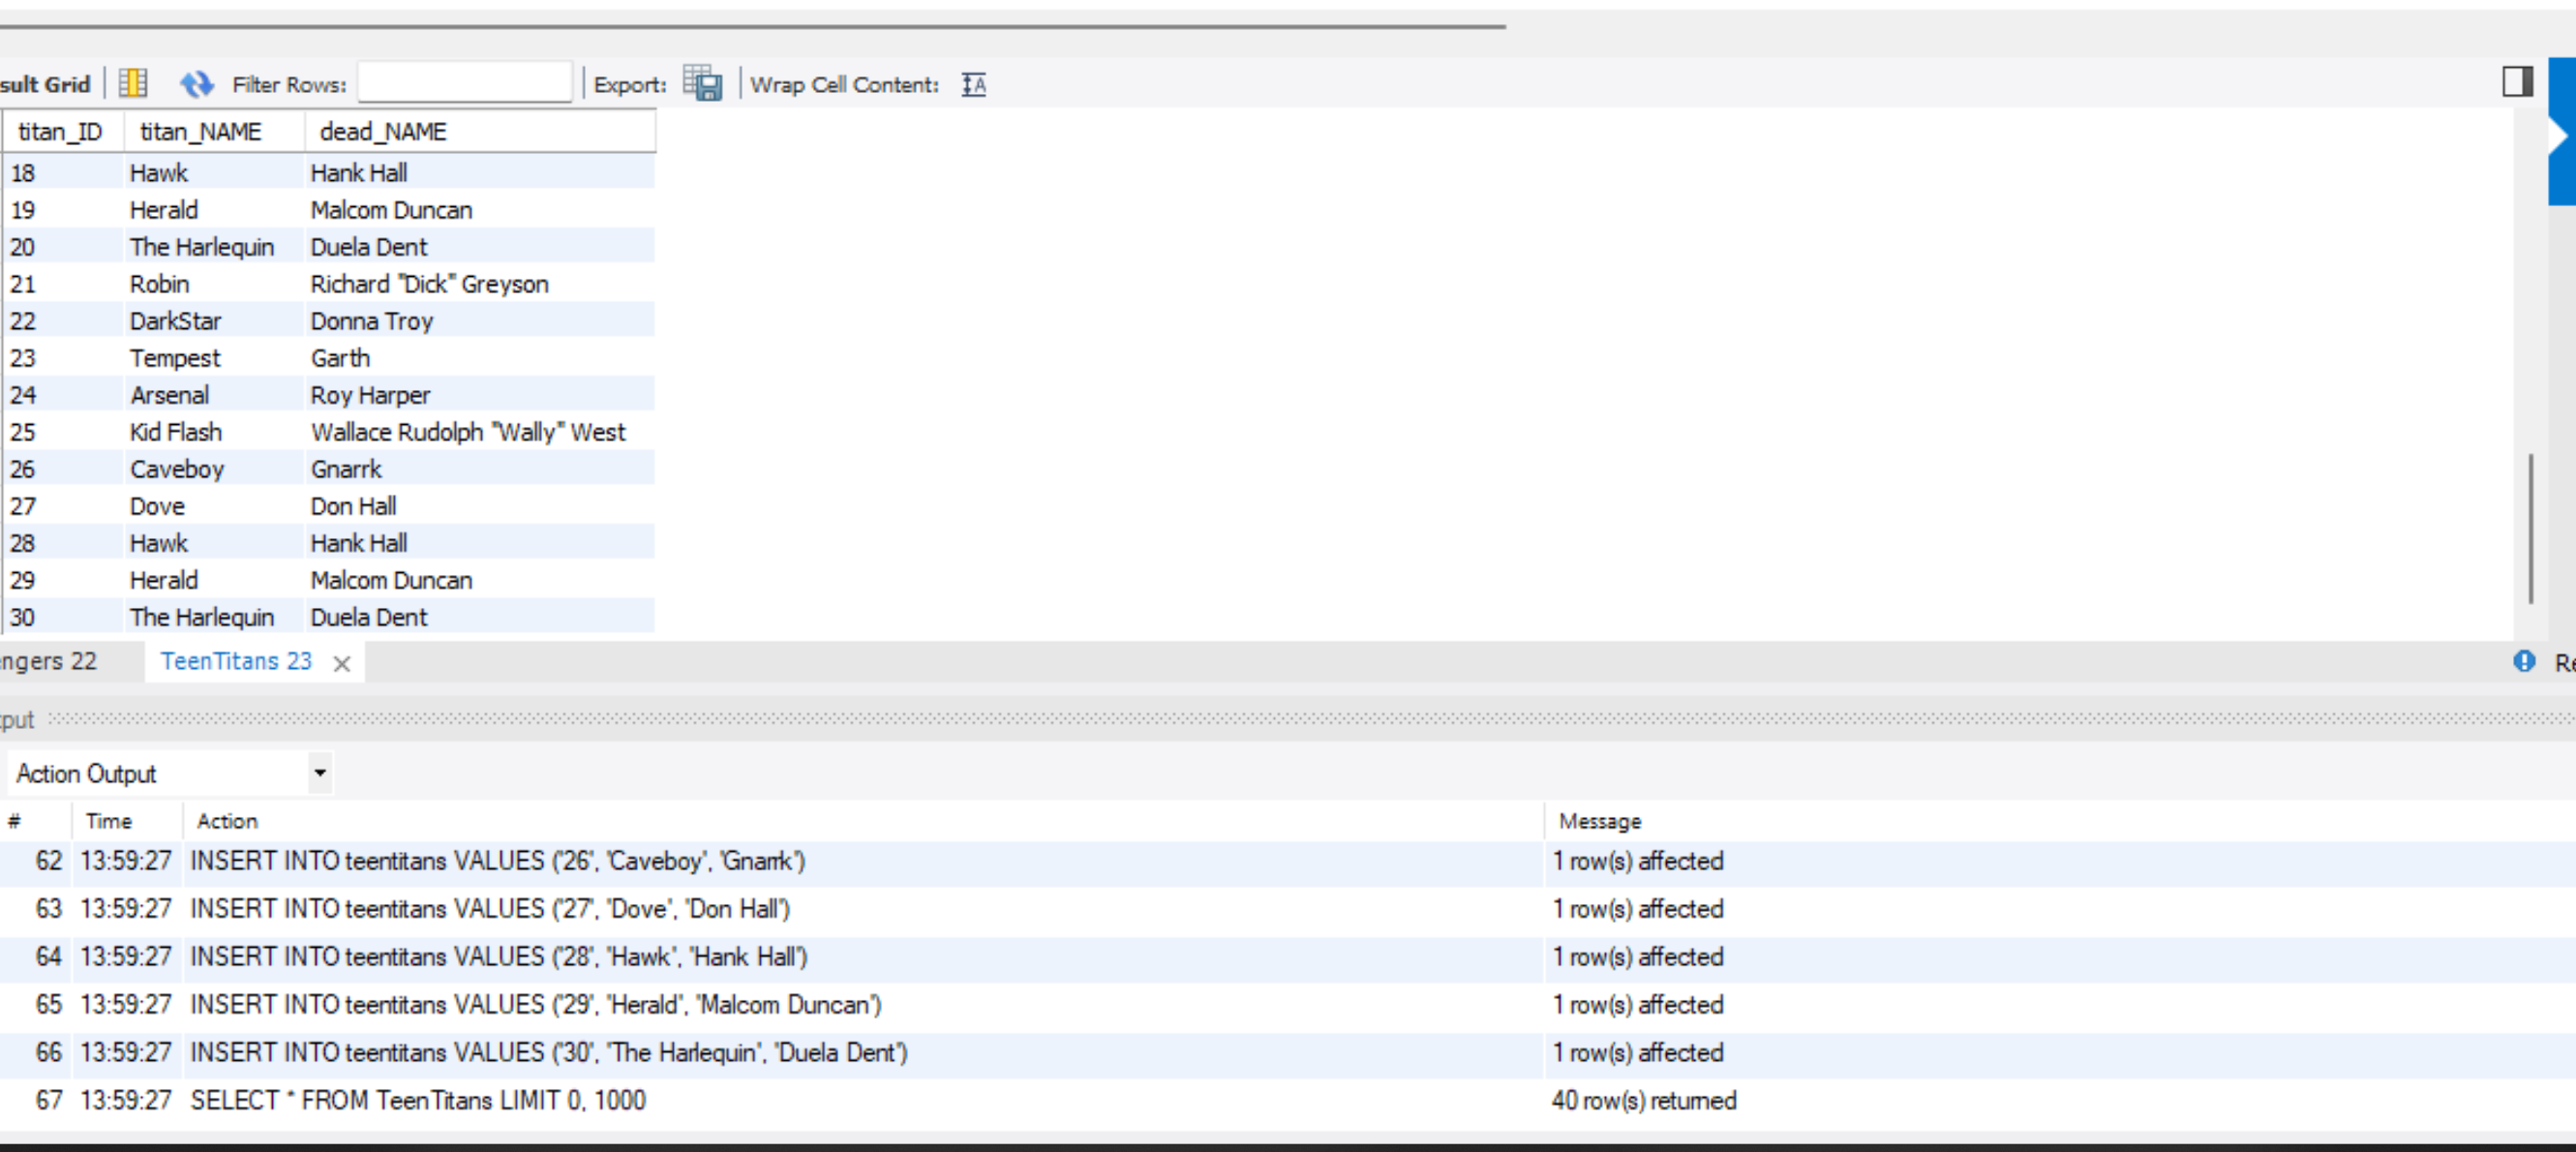 sult Grid Filter Rows: Export: Wrap Cell Content: IA
titan_ID titan_NAME dead_NAME
18 Hawk Hank Hall
19 Herald Malcom Duncan
20 The Harlequin Duela Dent
21 Robin Richard "Dick" Greyson
22 DarkStar Donna Troy
23 Tempest Garth
24 Arsenal Roy Harper
25 Kid Flash Wallace Rudolph "Wally" West
26 Caveboy Gnarrk
27 Dove Don Hall
28 Hawk Hank Hall
29 Herald Malcom Duncan
30 The Harlequin Duela Dent
ngers 22 TeenTitans 23 Re
put
Action Output
# Time Action Message
62 13:59:27 INSERT INTO teentitans VALUES ('26', 'Caveboy', 'Gnarrk') 1 row(s) affected
63 13:59:27 INSERT INTO teentitans VALUES ('27', 'Dove', 'Don Hall') 1 row(s) affected
64 13:59:27 INSERT INTO teentitans VALUES ('28', 'Hawk', 'Hank Hall') 1 row(s) affected
65 13:59:27 INSERT INTO teentitans VALUES ('29', 'Herald', 'Malcom Duncan') 1 row(s) affected
66 13:59:27 INSERT INTO teentitans VALUES ('30', 'The Harlequin', 'Duela Dent') 1 row(s) affected
67 13:59:27 SELECT * FROM TeenTitans LIMIT 0, 1000 40 row(s) returned